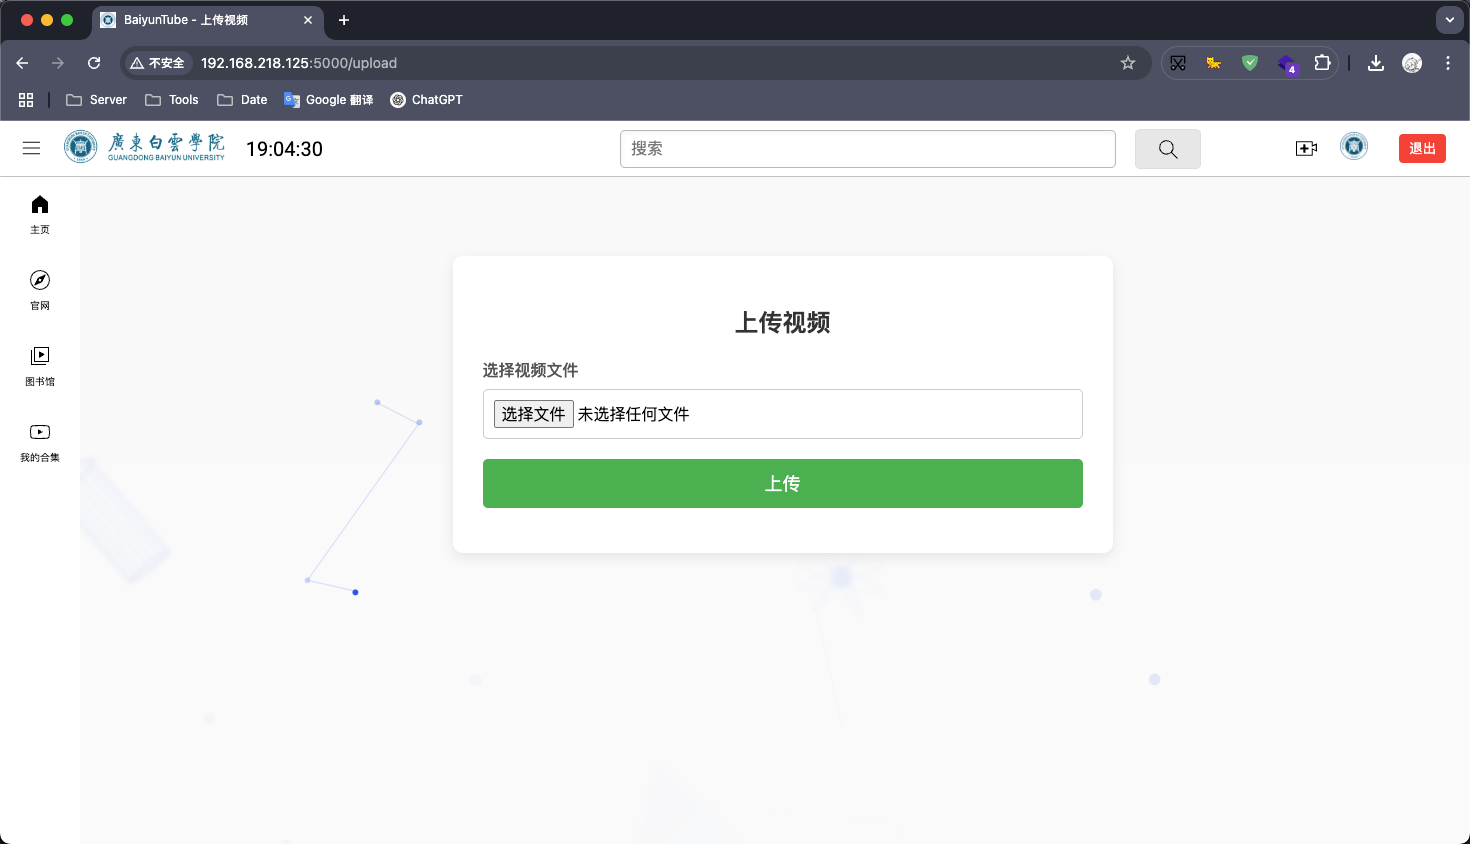 BaiyunTube - 上传视频
不安全
192.168.218.125:5000/upload
4
Server
Tools
Date
Google 翻译
ChatGPT
廣東白雲學院
GUANGDONG BAIYUN UNIVERSITY
19:04:30
搜索
退出
主页
官网
图书馆
我的合集
上传视频
选择视频文件
选择文件 未选择任何文件
上传